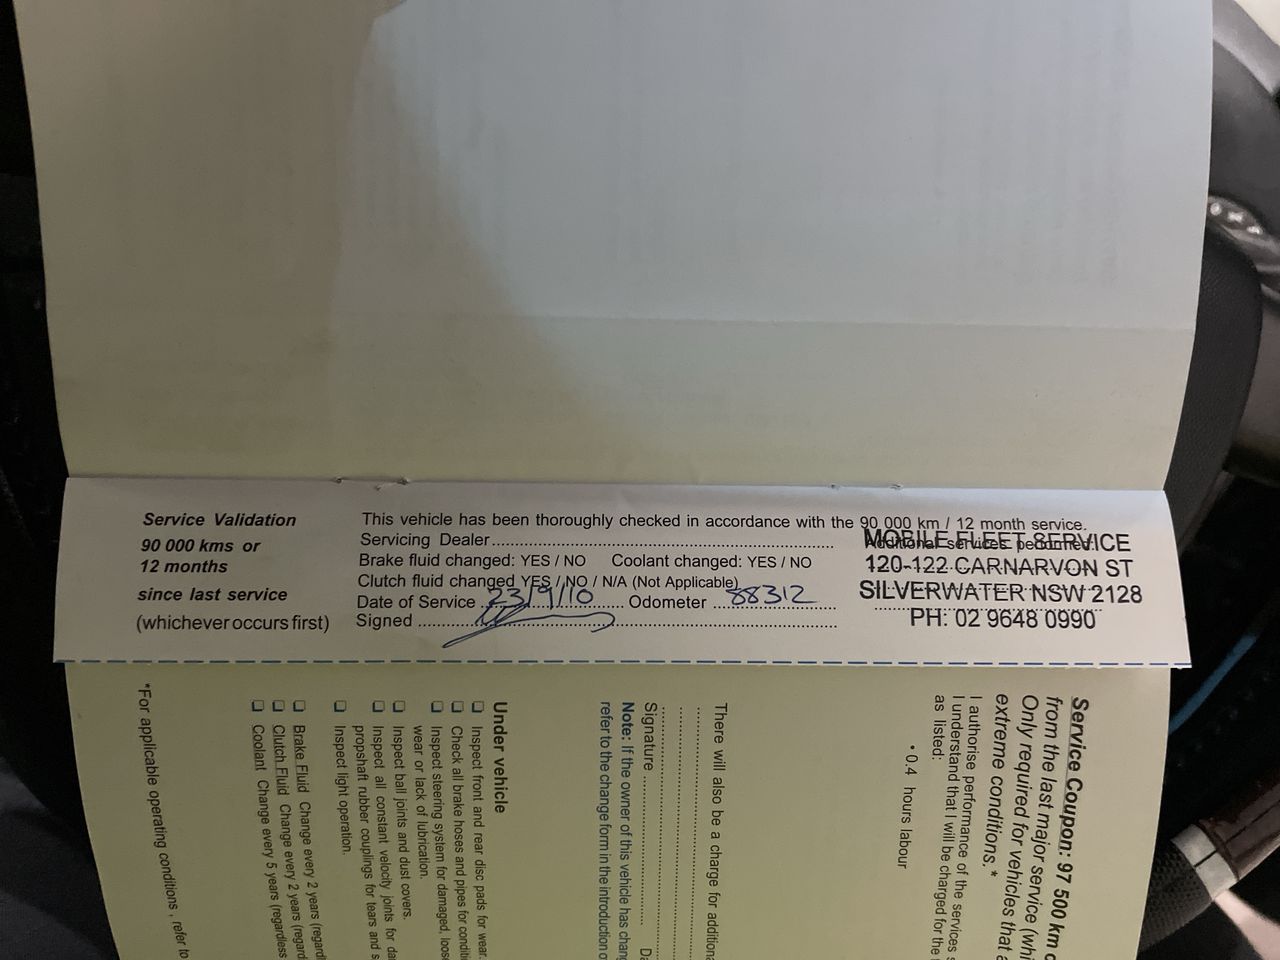 Service Validation
90 000 kms or
12 months
since last service
(whichever occurs first)
This vehicle has been thoroughly checked in accordance with the 90 000 km / 12 month service.
Servicing Dealer
Additional services performed:
Brake fluid changed: YES / NO Coolant changed: YES / NO
Clutch fluid changed YES / NO / N/A (Not Applicable)
Date of Service 23/9/10 Odometer 88312
Signed
MOBILE FLEET SERVICE
120-122 CARNARVON ST
SILVERWATER NSW 2128
PH: 02 9648 0990
Service Coupon: 97 500 km
from the last major service
Only required for vehicles that
extreme conditions.*
I authorise performance of the services
I understand that I will be charged for the
as listed:
• 0.4 hours labour
There will also be a charge for
Signature
Note: If the owner of this vehicle has
refer to the change form in the introduction
Under vehicle
❑ Inspect front and rear disc pads for wear.
❑ Check all brake hoses and pipes for
❑ Inspect steering system for damaged,
wear or lack of lubrication.
❑ Inspect ball joints and dust covers.
❑ Inspect all constant velocity joints for
propshaft rubber couplings for tears and
❑ Inspect light operation.
❑ Brake Fluid Change every 2 years
❑ Clutch Fluid Change every 2 years
❑ Coolant Change every 5 years (regardless
*For applicable operating conditions, refer to